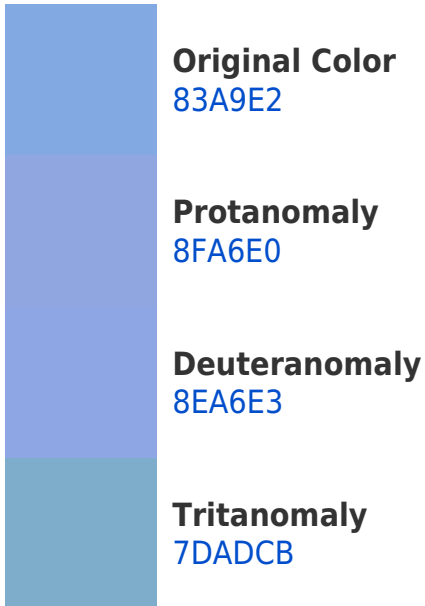 Original Color
83A9E2
Protanomaly
8FA6E0
Deuteranomaly
8EA6E3
Tritanomaly
7DADCB